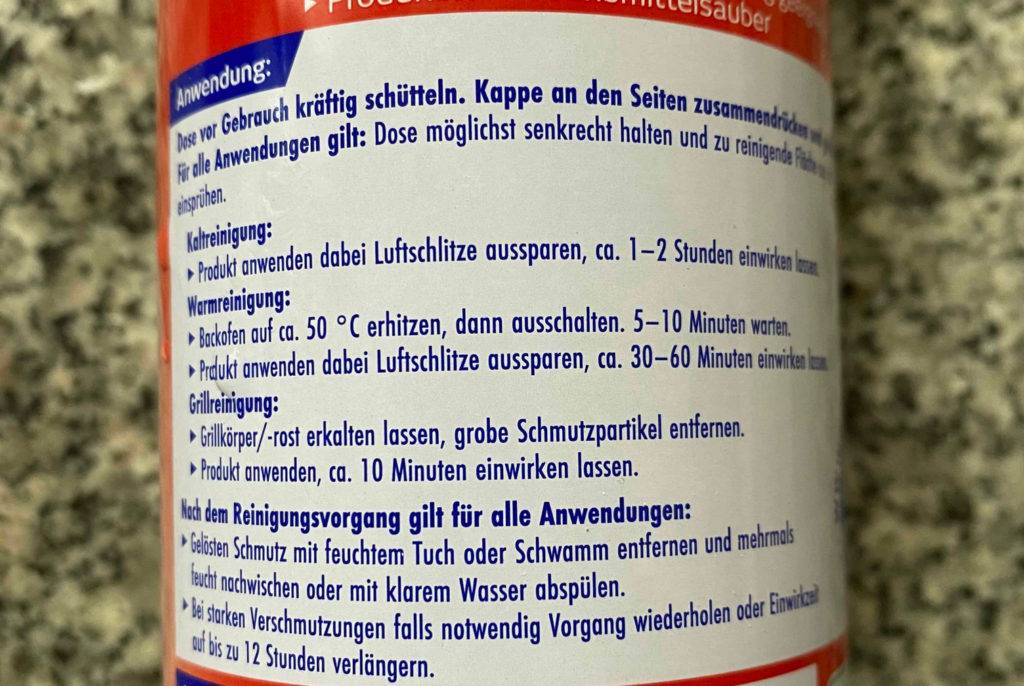 Anwendung:
Dose vor Gebrauch kräftig schütteln. Kappe an den Seiten zusammendrücken
Für alle Anwendungen gilt: Dose möglichst senkrecht halten und zu reinigende Fläche
einsprühen.
Kaltreinigung:
▸ Produkt anwenden dabei Luftschlitze aussparen, ca. 1–2 Stunden einwirken lassen.
Warmreinigung:
▸ Backofen auf ca. 50 °C erhitzen, dann ausschalten. 5–10 Minuten warten.
▸ Produkt anwenden dabei Luftschlitze aussparen, ca. 30–60 Minuten einwirken lassen.
Grillreinigung:
▸ Grillkörper/-rost erkalten lassen, grobe Schmutzpartikel entfernen.
▸ Produkt anwenden, ca. 10 Minuten einwirken lassen.
Nach dem Reinigungsvorgang gilt für alle Anwendungen:
▸ Gelösten Schmutz mit feuchtem Tuch oder Schwamm entfernen und mehrmals
feucht nachwischen oder mit klarem Wasser abspülen.
▸ Bei starken Verschmutzungen falls notwendig Vorgang wiederholen oder Einwirkzeit
auf bis zu 12 Stunden verlängern.